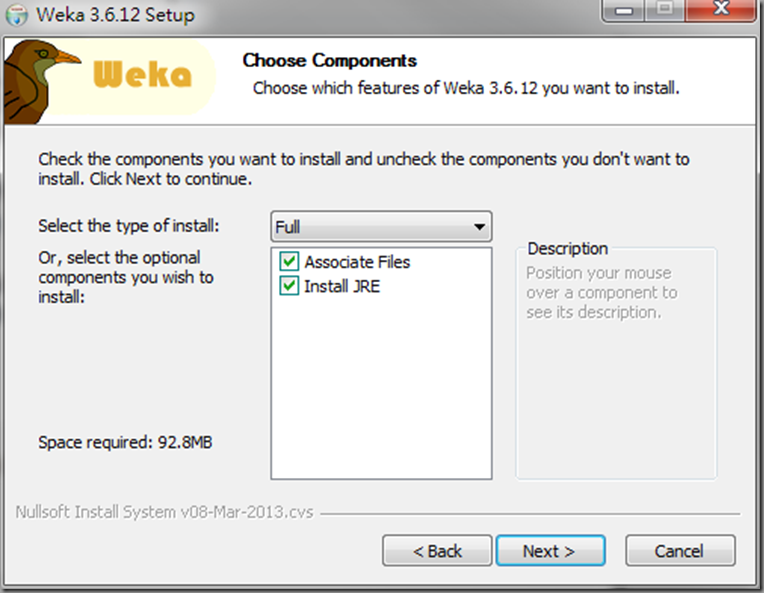 Weka 3.6.12 Setup
Weka
Choose Components
Choose which features of Weka 3.6.12 you want to install.
Check the components you want to install and uncheck the components you don't want to
install. Click Next to continue.
Select the type of install:
Full
Or, select the optional
components you wish to
install:
Associate Files
Install JRE
Description
Position your mouse
over a component to
see its description.
Space required: 92.8MB
Nullsoft Install System v08-Mar-2013.cvs
< Back
Next >
Cancel